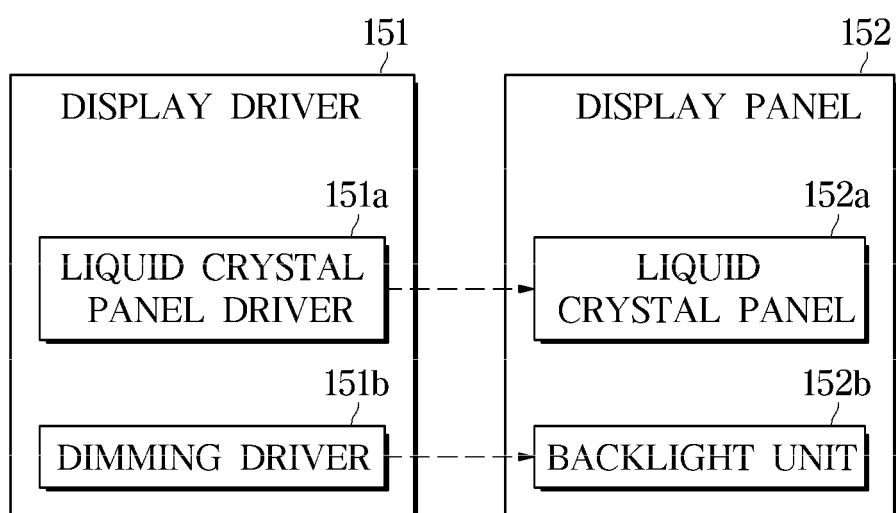 151
152
DISPLAY DRIVER
DISPLAY PANEL
151a
152a
LIQUID CRYSTAL
PANEL DRIVER
LIQUID
CRYSTAL PANEL
151b
152b
DIMMING DRIVER
BACKLIGHT UNIT